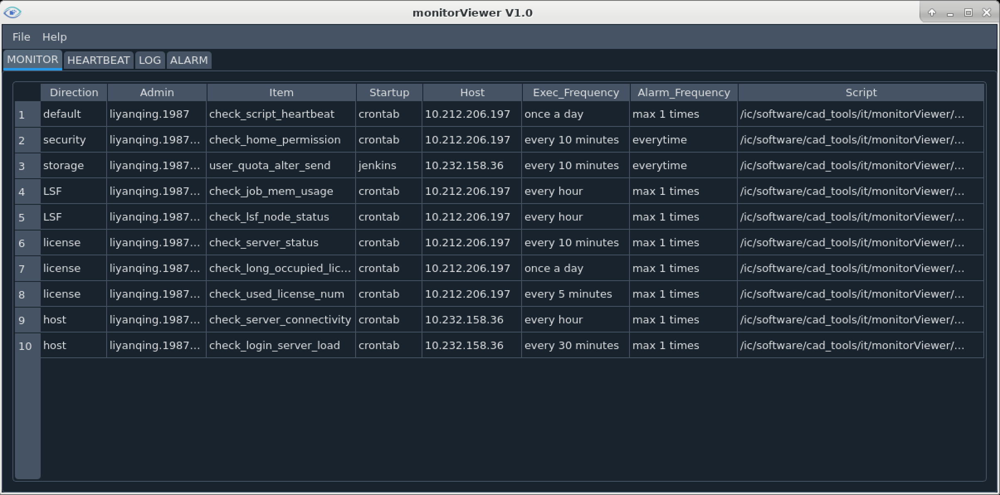 monitorViewer V1.0
File Help
MONITOR HEARTBEAT LOG ALARM
Direction Admin Item Startup Host Exec_Frequency Alarm_Frequency Script
1 default liyanqing.1987 check_script_heartbeat crontab 10.212.206.197 once a day max 1 times /ic/software/cad_tools/it/monitorViewer/...
2 security liyanqing.1987... check_home_permission crontab 10.212.206.197 every 10 minutes everytime /ic/software/cad_tools/it/monitorViewer/...
3 storage liyanqing.1987... user_quota_alter_send jenkins 10.232.158.36 every 10 minutes everytime /ic/software/cad_tools/it/monitorViewer/...
4 LSF liyanqing.1987... check_job_mem_usage crontab 10.212.206.197 every hour max 1 times /ic/software/cad_tools/it/monitorViewer/...
5 LSF liyanqing.1987... check_lsf_node_status crontab 10.212.206.197 every hour max 1 times /ic/software/cad_tools/it/monitorViewer/...
6 license liyanqing.1987... check_server_status crontab 10.212.206.197 every 10 minutes max 1 times /ic/software/cad_tools/it/monitorViewer/...
7 license liyanqing.1987... check_long_occupied_lic... crontab 10.212.206.197 once a day max 1 times /ic/software/cad_tools/it/monitorViewer/...
8 license liyanqing.1987... check_used_license_num crontab 10.212.206.197 every 5 minutes max 1 times /ic/software/cad_tools/it/monitorViewer/...
9 host liyanqing.1987... check_server_connectivity crontab 10.232.158.36 every hour max 1 times /ic/software/cad_tools/it/monitorViewer/...
10 host liyanqing.1987... check_login_server_load crontab 10.232.158.36 every 30 minutes max 1 times /ic/software/cad_tools/it/monitorViewer/...